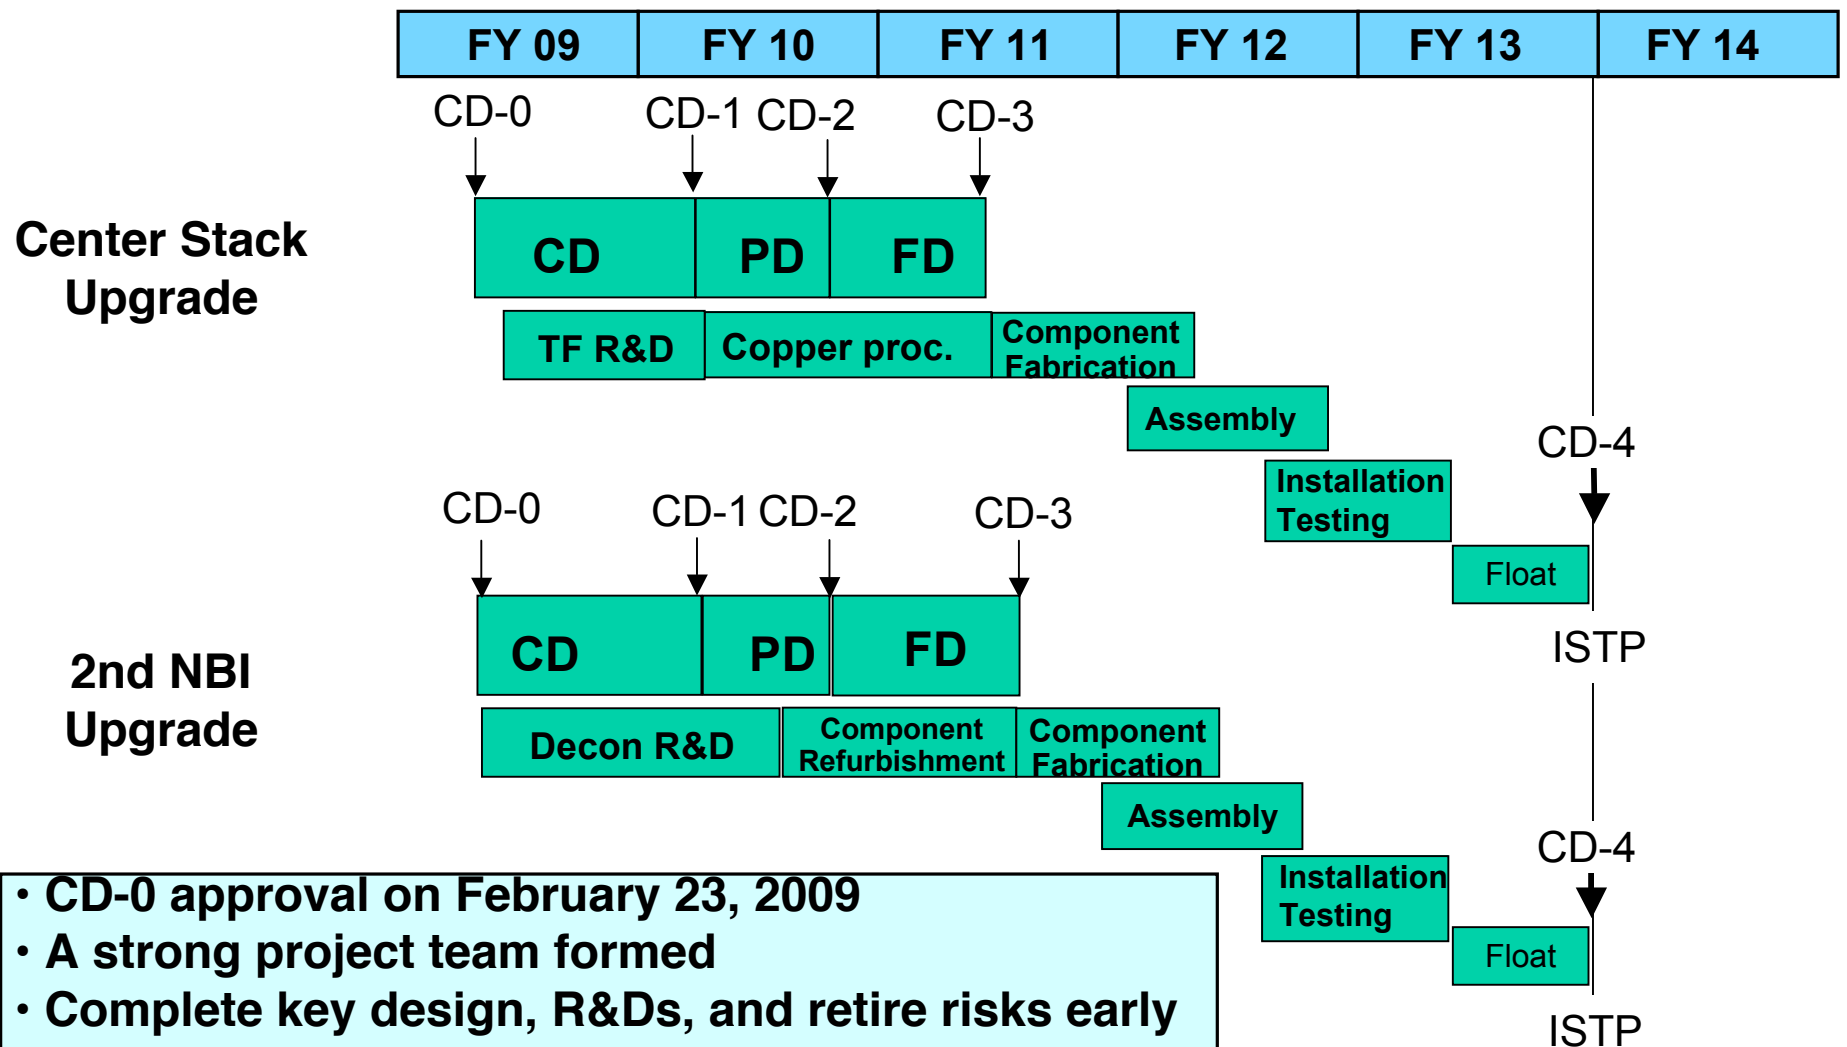 FY 09 FY 10 FY 11 FY 12 FY 13 FY 14
CD-0 CD-1 CD-2 CD-3
Center Stack
Upgrade
CD PD FD
TF R&D Copper proc. Component
Fabrication
Assembly
CD-4
Installation
Testing
Float
ISTP
CD-0 CD-1 CD-2 CD-3
2nd NBI
Upgrade
CD PD FD
Decon R&D
Component
Refurbishment
Component
Fabrication
Assembly
CD-4
Installation
Testing
Float
ISTP
• CD-0 approval on February 23, 2009
• A strong project team formed
• Complete key design, R&Ds, and retire risks early